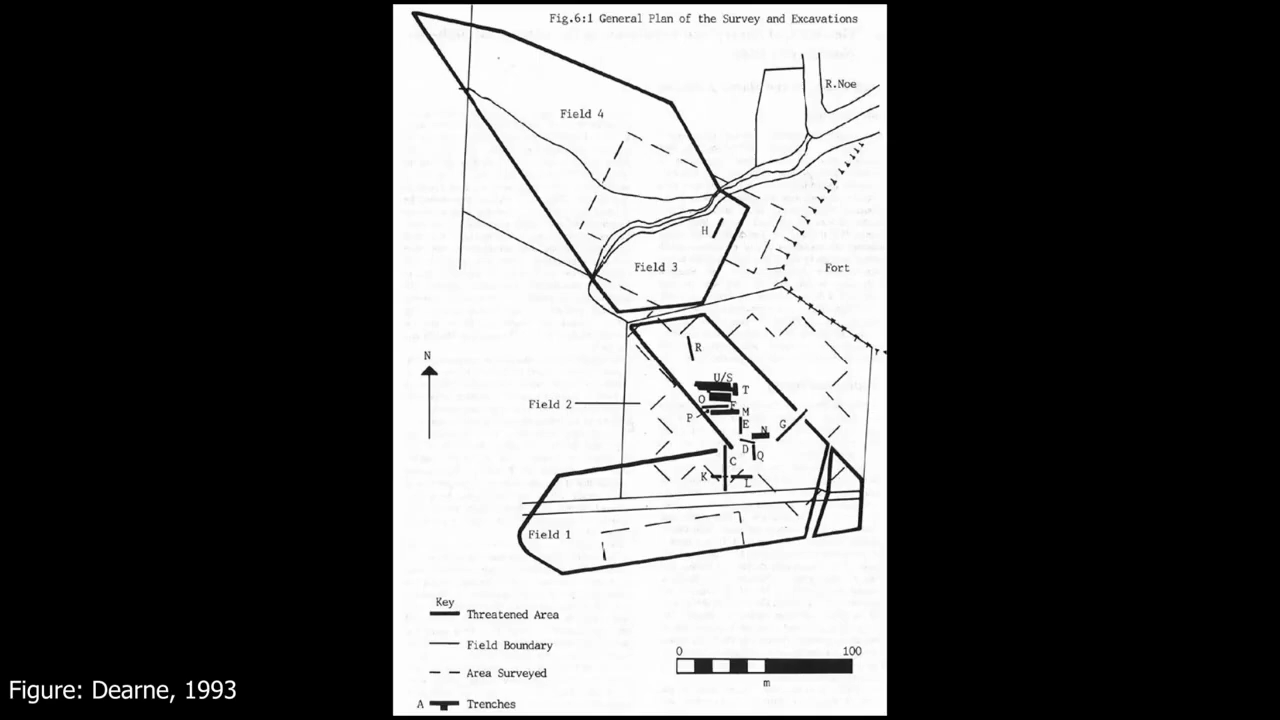 Fig.6:1 General Plan of the Survey and Excavations
R.Noe
Field 4
H
Field 3
Fort
N
R
U/S
T
O
F
P
M
E
G
N
Field 2
D
Q
C
K
L
Field 1
Key
Threatened Area
Field Boundary
Area Surveyed
A Trenches
0 100
m
Figure: Dearne, 1993